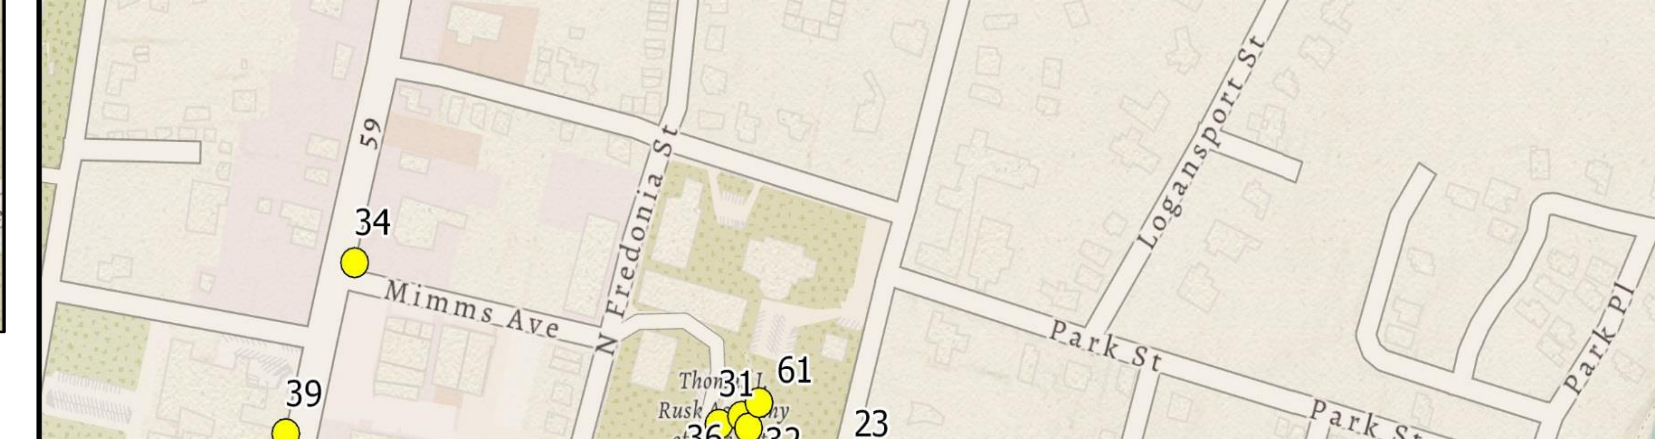 59
Logansport St
N Fredonia St
34
Mimms Ave
Park Pl
Park St
61
31
39
Rusk
23
Park St
36
32